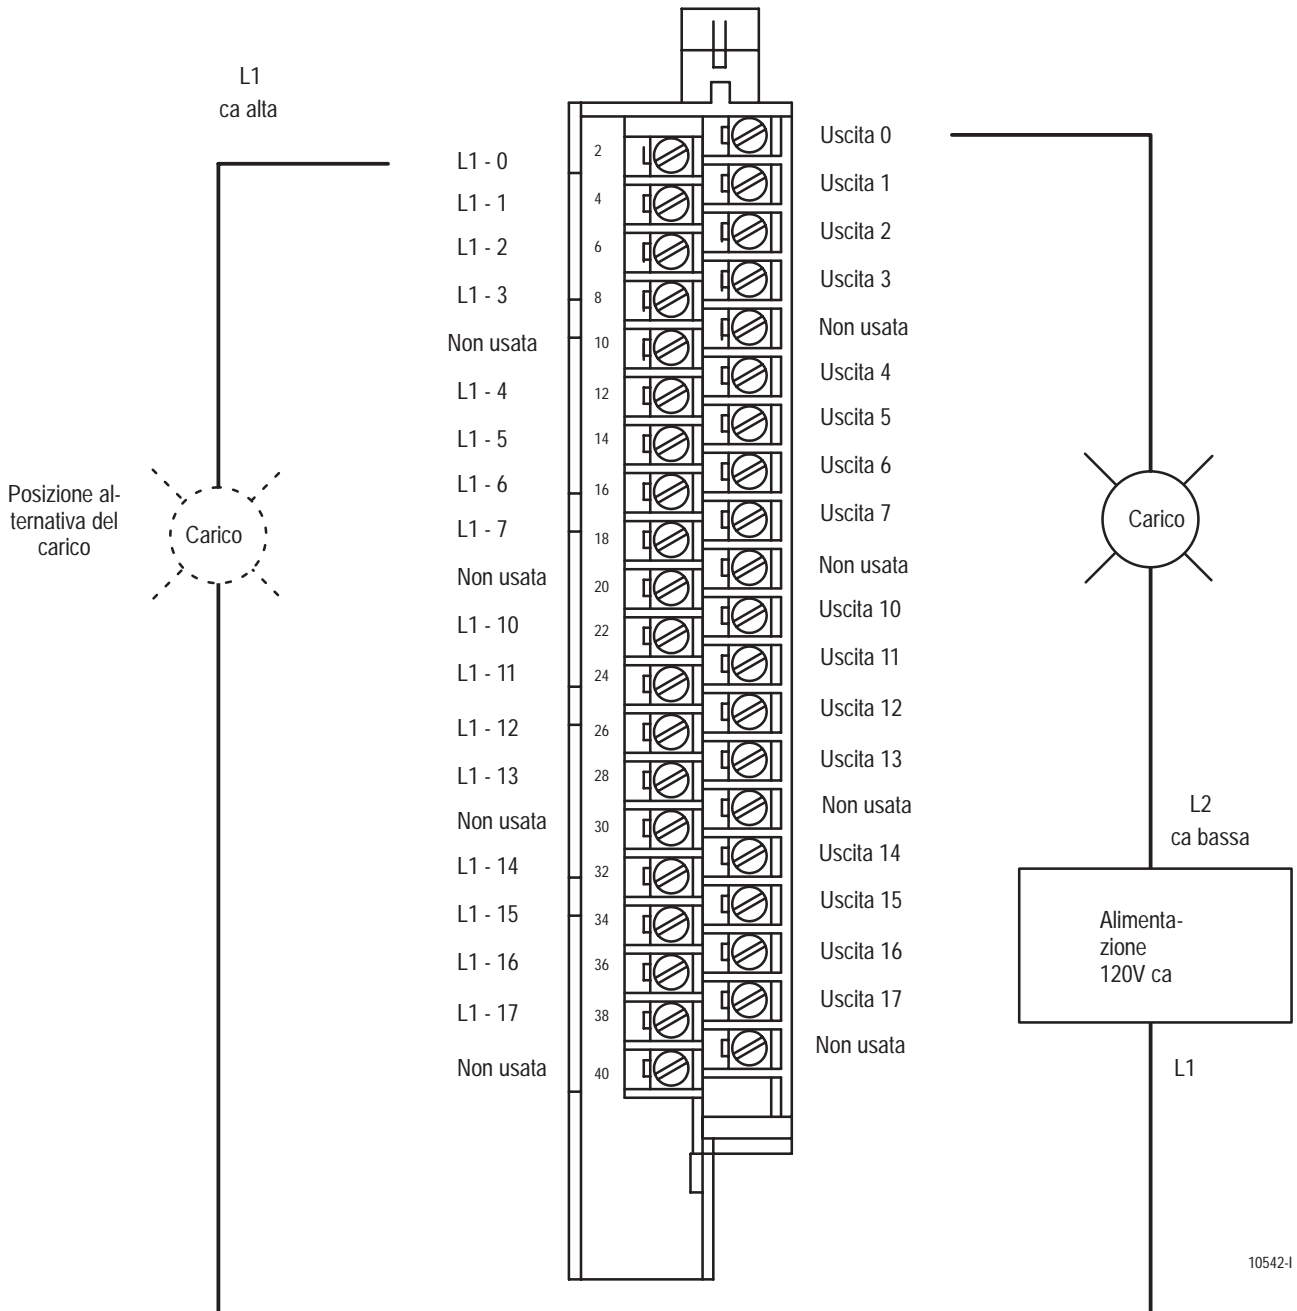 L1
ca alta
L1 - 0
L1 - 1
L1 - 2
L1 - 3
Non usata
L1 - 4
L1 - 5
L1 - 6
L1 - 7
Non usata
L1 - 10
L1 - 11
L1 - 12
L1 - 13
Non usata
L1 - 14
L1 - 15
L1 - 16
L1 - 17
Non usata
Posizione al-
ternativa del
carico
Carico
2
4
6
8
10
12
14
16
18
20
22
24
26
28
30
32
34
36
38
40
Uscita 0
Uscita 1
Uscita 2
Uscita 3
Non usata
Uscita 4
Uscita 5
Uscita 6
Uscita 7
Non usata
Uscita 10
Uscita 11
Uscita 12
Uscita 13
Non usata
Uscita 14
Uscita 15
Uscita 16
Uscita 17
Non usata
Carico
L2
ca bassa
Alimenta-
zione
120V ca
L1
10542-I